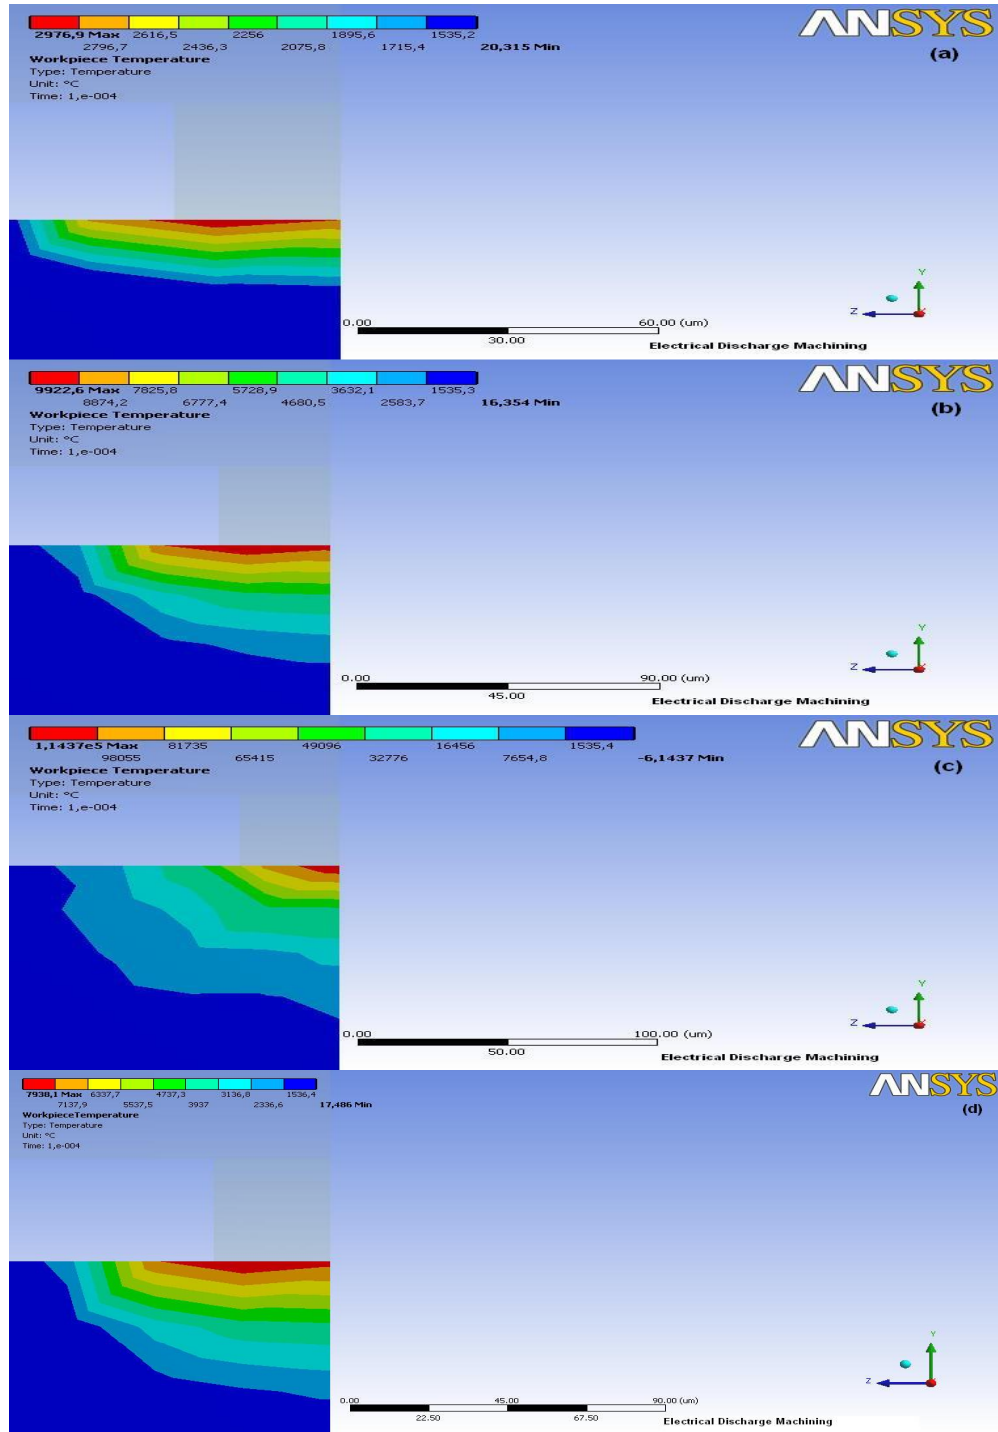 2976,9 Max 2616,5 2256 1895,6 1535,2
2796,7 2436,3 2075,8 1715,4 20,315 Min
Workpiece Temperature
Type: Temperature
Unit: °C
Time: 1,e-004
ANSYS
(a)
Y
Z
0.00 60.00 (um)
30.00
Electrical Discharge Machining
9922,6 Max 7825,8 5728,9 3632,1 1535,3
8874,2 6777,4 4680,5 2583,7 16,354 Min
Workpiece Temperature
Type: Temperature
Unit: °C
Time: 1,e-004
ANSYS
(b)
Y
Z
0.00 90.00 (um)
45.00
Electrical Discharge Machining
1,1437e5 Max 81735 49096 16456 1535,4
98055 65415 32776 7654,8 -6,1437 Min
Workpiece Temperature
Type: Temperature
Unit: °C
Time: 1,e-004
ANSYS
(c)
Y
Z
0.00 100.00 (um)
50.00
Electrical Discharge Machining
7938,1 Max 6337,7 4737,3 3136,8 1536,4
7137,9 5537,5 3937 2336,6 17,486 Min
WorkpieceTemperature
Type: Temperature
Unit: °C
Time: 1,e-004
ANSYS
(d)
Y
Z
0.00 45.00 90.00 (um)
22.50 67.50
Electrical Discharge Machining